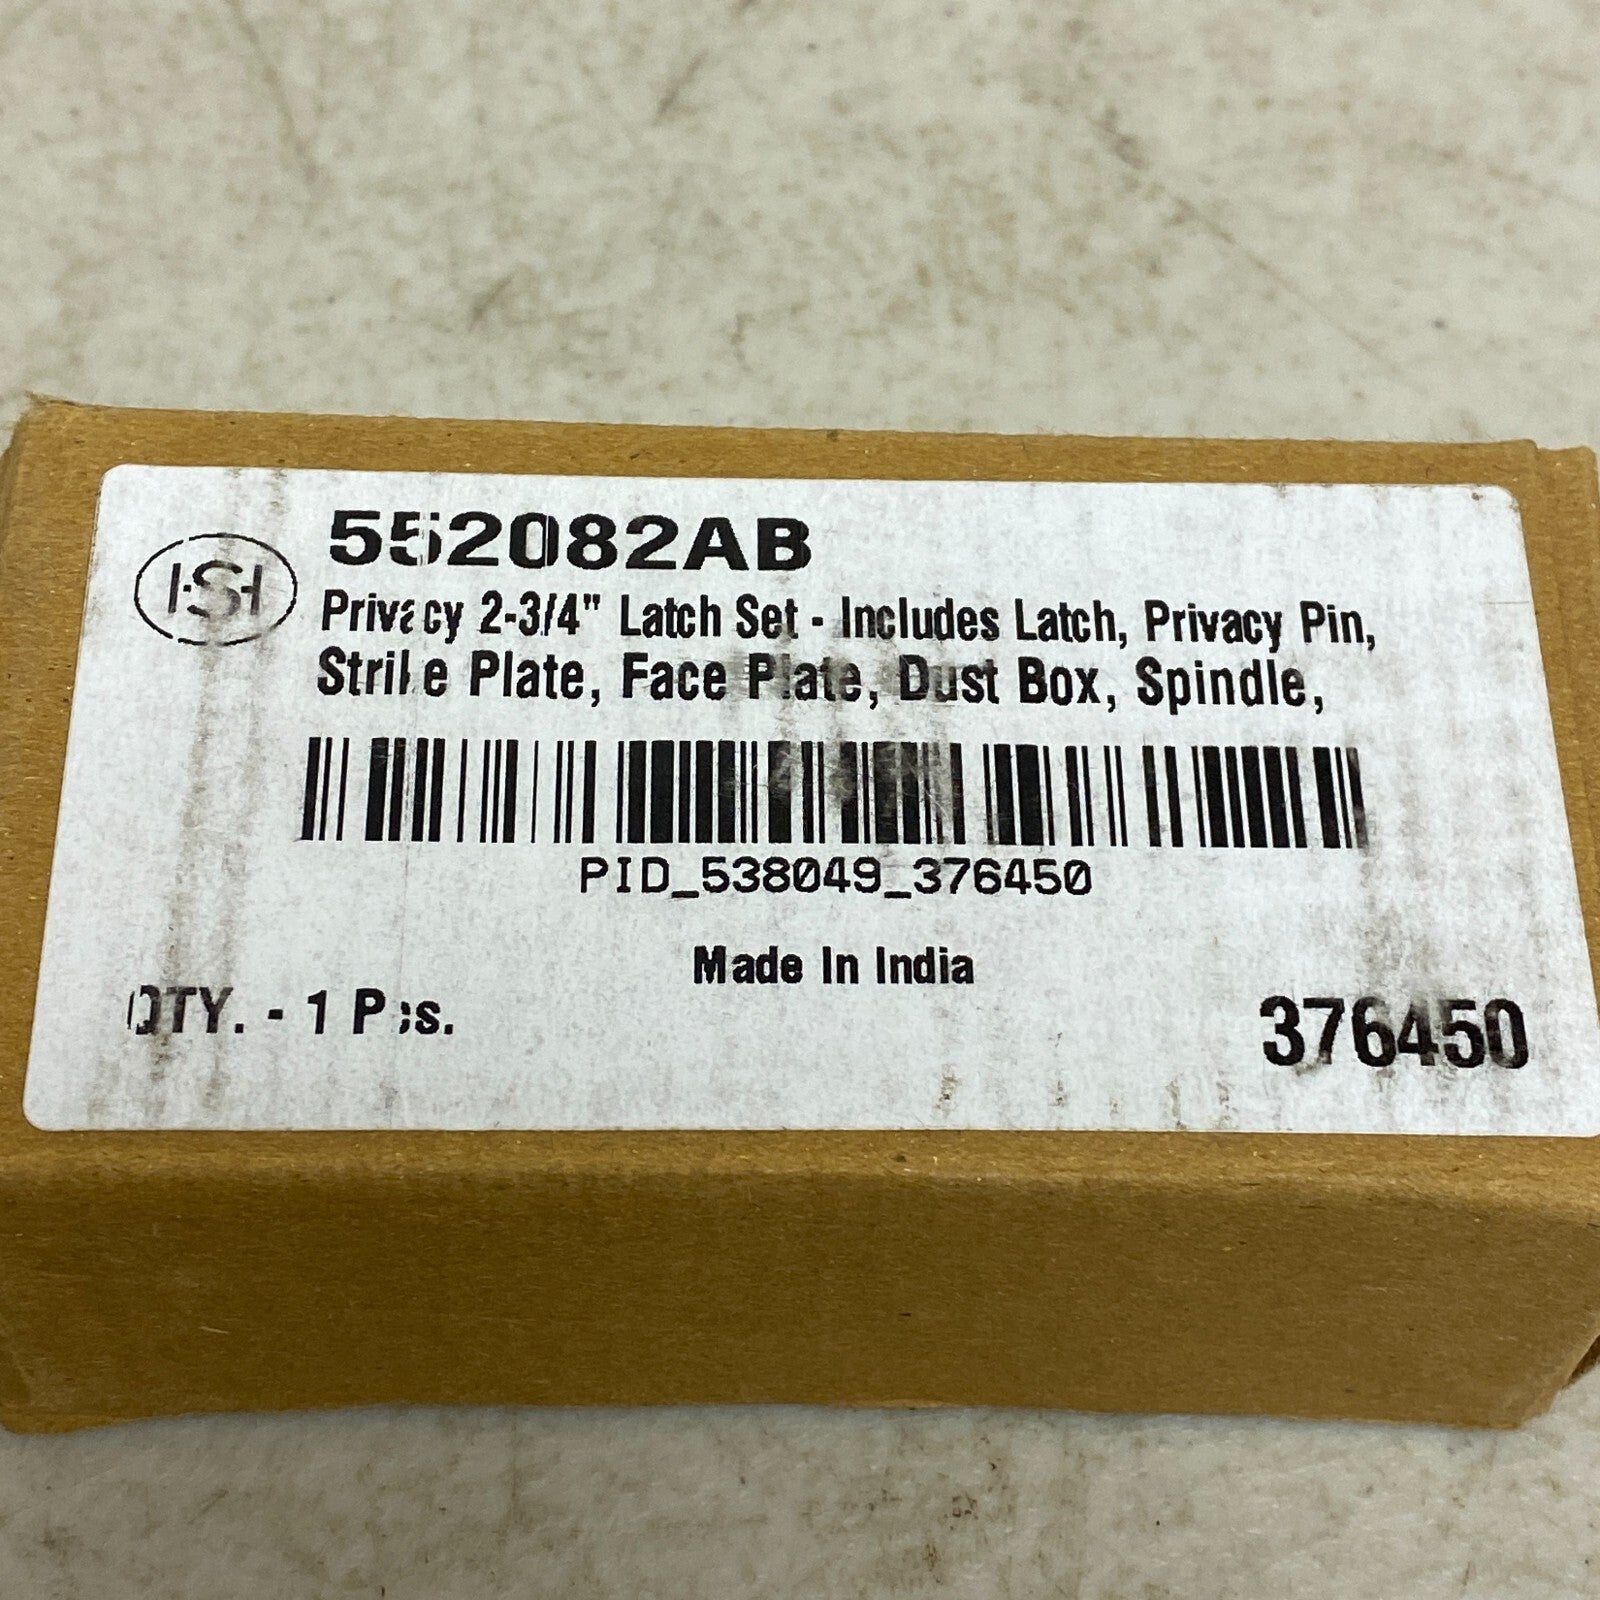 HSH
552082AB
Privacy 2-3/4" Latch Set - Includes Latch, Privacy Pin,
Strike Plate, Face Plate, Dust Box, Spindle,
PID_538049_376450
Made In India
QTY. - 1 Pcs.
376450